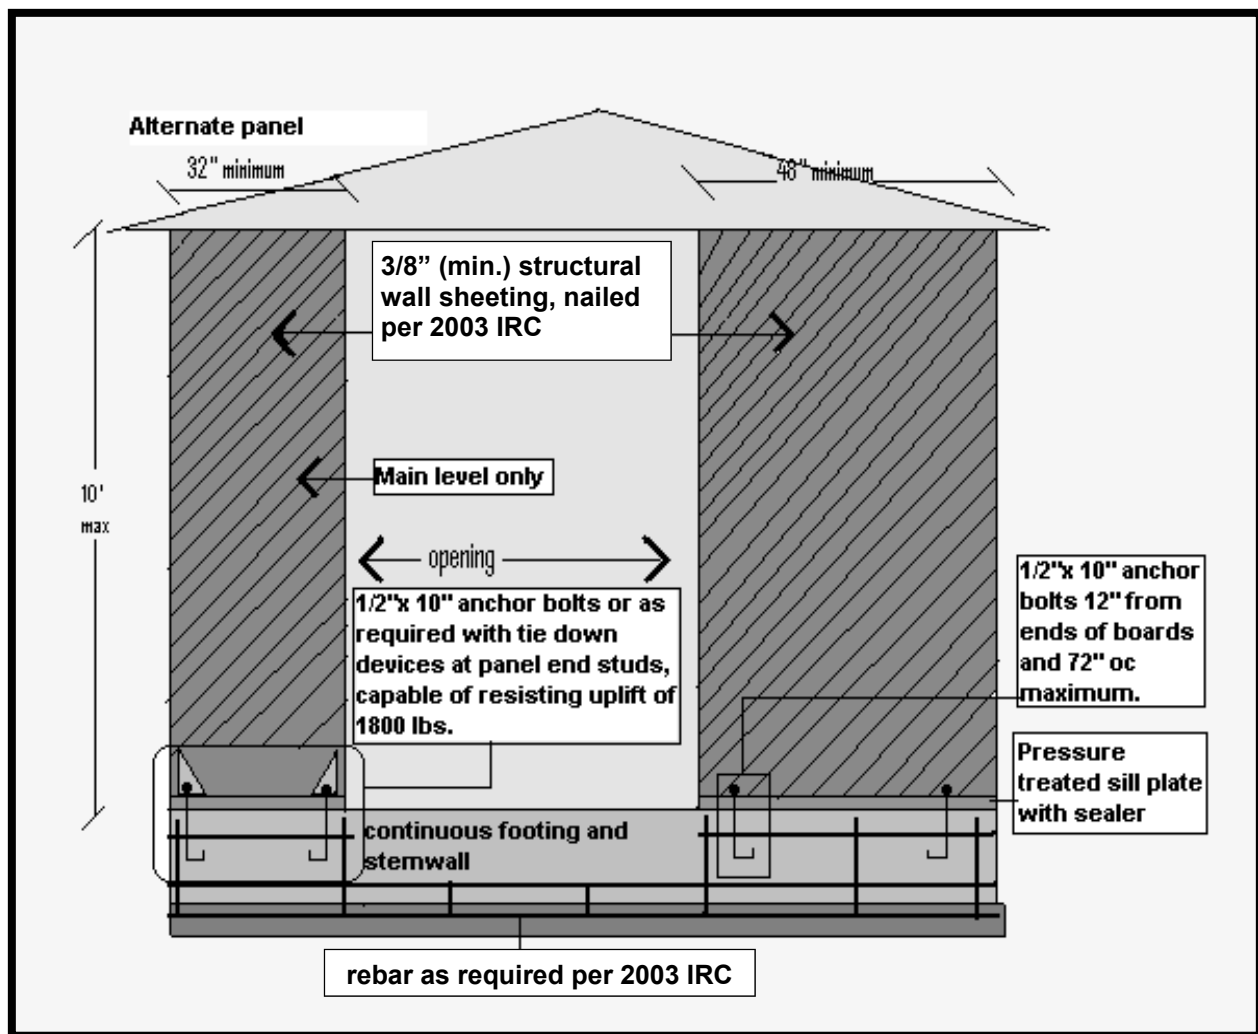 Alternate panel
32" minimum
48" minimum
3/8” (min.) structural
wall sheeting, nailed
per 2003 IRC
10'
max
Main level only
opening
1/2"x 10" anchor bolts or as
required with tie down
devices at panel end studs,
capable of resisting uplift of
1800 lbs.
1/2"x 10" anchor
bolts 12" from
ends of boards
and 72" oc
maximum.
Pressure
treated sill plate
with sealer
continuous footing and
stemwall
rebar as required per 2003 IRC